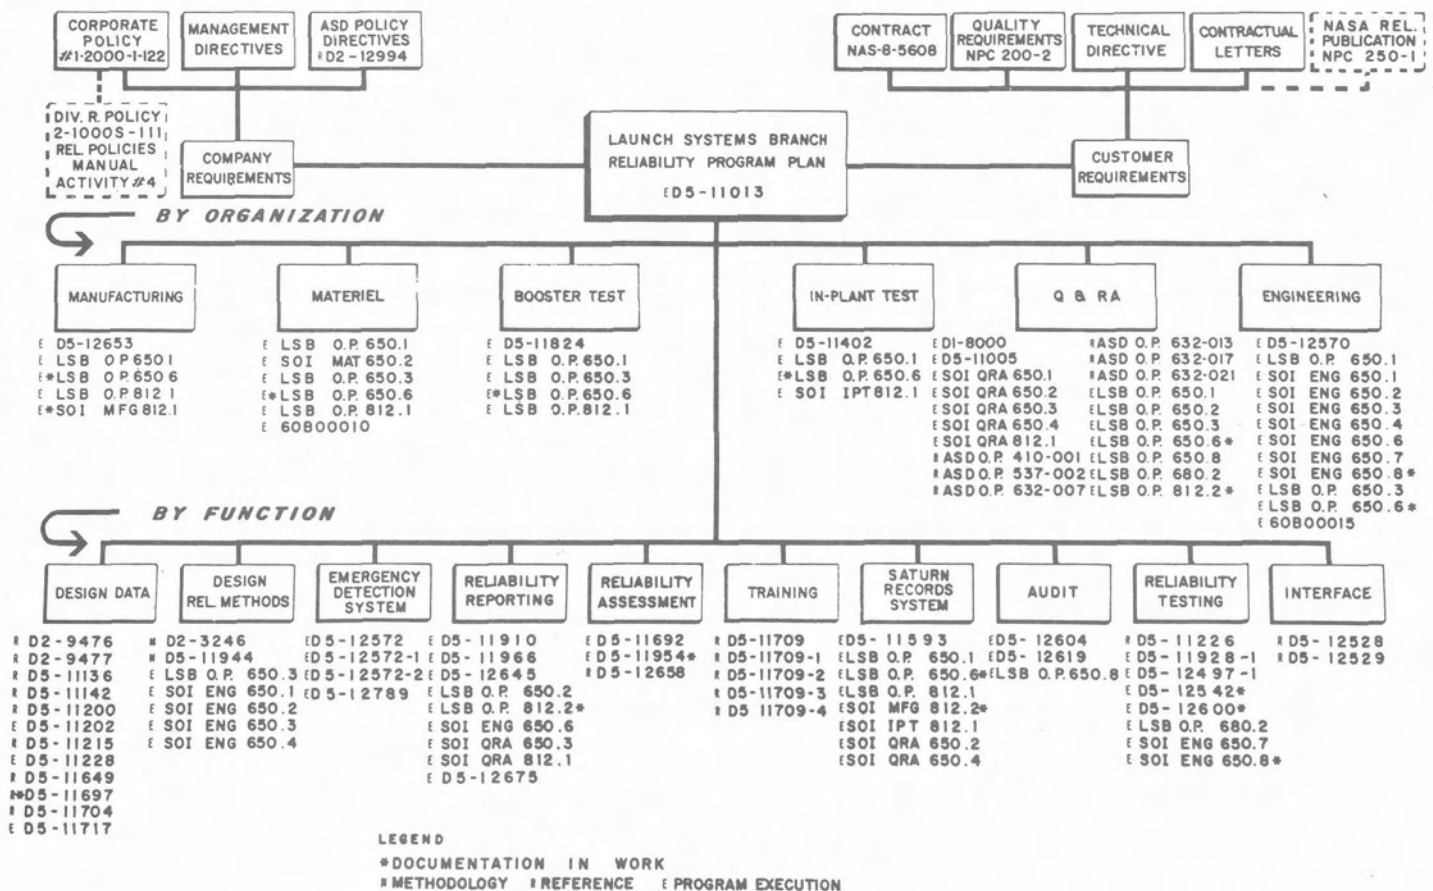 CORPORATE
POLICY
#1-2000-1-122
MANAGEMENT
DIRECTIVES
ASD POLICY
DIRECTIVES
R D2-12994
CONTRACT
NAS-8-5608
QUALITY
REQUIREMENTS
NPC 200-2
TECHNICAL
DIRECTIVE
CONTRACTUAL
LETTERS
NASA REL.
PUBLICATION
NPC 250-1
DIV. R. POLICY
2-1000S-111
REL. POLICIES
MANUAL
ACTIVITY #4
COMPANY
REQUIREMENTS
LAUNCH SYSTEMS BRANCH
RELIABILITY PROGRAM PLAN
E D5-11013
CUSTOMER
REQUIREMENTS
BY ORGANIZATION
MANUFACTURING
E D5-12653
E LSB O.P 650 1
E*LSB O.P. 650 6
E LSB O.P. 812 1
E*SOI MFG 812.1
MATERIEL
E LSB O.P. 650.1
E SOI MAT 650.2
E LSB O.P. 650.3
E*LSB O.P. 650.6
E LSB O.P. 812.1
E 60B00010
BOOSTER TEST
E D5-11824
E LSB O.P. 650.1
E LSB O.P. 650.3
E*LSB O.P. 650.6
E LSB O.P. 812.1
IN-PLANT TEST
E D5-11402
E LSB O.P. 650.1
E*LSB O.P. 650.6
E SOI IPT 812.1
Q & RA
E D1-8000
E D5-11005
E SOI QRA 650.1
E SOI QRA 650.2
E SOI QRA 650.3
E SOI QRA 650.4
E SOI QRA 812.1
R ASD O.P. 410-001
R ASD O.P. 537-002
R ASD O.P. 632-007
R ASD O.P. 632-013
R ASD O.P. 632-017
R ASD O.P. 632-021
E LSB O.P. 650.1
E LSB O.P. 650.2
E LSB O.P. 650.3
E LSB O.P. 650.6*
E LSB O.P. 650.8
E LSB O.P. 680.2
E LSB O.P. 812.2*
ENGINEERING
E D5-12570
E LSB O.P. 650.1
E SOI ENG 650.1
E SOI ENG 650.2
E SOI ENG 650.3
E SOI ENG 650.4
E SOI ENG 650.6
E SOI ENG 650.7
E SOI ENG 650.8*
E LSB O.P. 650.3
E LSB O.P. 650.6*
E 60B00015
BY FUNCTION
DESIGN DATA
R D2-9476
R D2-9477
R D5-11136
R D5-11142
R D5-11200
E D5-11202
R D5-11215
E D5-11228
R D5-11649
*D5-11697
R D5-11704
E D5-11717
DESIGN
REL. METHODS
M D2-3246
M D5-11944
E LSB O.P. 650.3
E SOI ENG 650.1
E SOI ENG 650.2
E SOI ENG 650.3
E SOI ENG 650.4
EMERGENCY
DETECTION
SYSTEM
E D5-12572
E D5-12572-1
E D5-12572-2
E D5-12789
RELIABILITY
REPORTING
E D5-11910
E D5-11966
E D5-12645
E LSB O.P. 650.2
E LSB O.P. 812.2*
E SOI ENG 650.6
E SOI QRA 650.3
E SOI QRA 812.1
E D5-12675
RELIABILITY
ASSESSMENT
E D5-11692
E D5-11954*
R D5-12658
TRAINING
R D5-11709
R D5-11709-1
R D5-11709-2
R D5-11709-3
R D5 11709-4
SATURN
RECORDS
SYSTEM
E D5-11593
E LSB O.P. 650.1
E LSB O.P. 650.6*
E LSB O.P. 812.1
E SOI MFG 812.2*
E SOI IPT 812.1
E SOI QRA 650.2
E SOI QRA 650.4
AUDIT
E D5-12604
E D5-12619
E LSB O.P. 650.8
RELIABILITY
TESTING
R D5-11226
E D5-11928-1
E D5-12497-1
E D5-12542*
E D5-12600*
E LSB O.P. 680.2
E SOI ENG 650.7
E SOI ENG 650.8*
INTERFACE
R D5-12528
R D5-12529
LEGEND
*DOCUMENTATION IN WORK
M METHODOLOGY R REFERENCE E PROGRAM EXECUTION